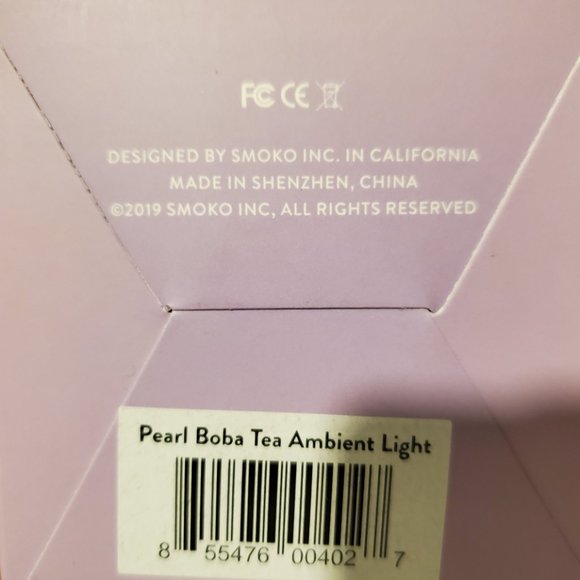 FC CE
DESIGNED BY SMOKO INC. IN CALIFORNIA
MADE IN SHENZHEN, CHINA
©2019 SMOKO INC, ALL RIGHTS RESERVED
Pearl Boba Tea Ambient Light
8 55476 00402 7